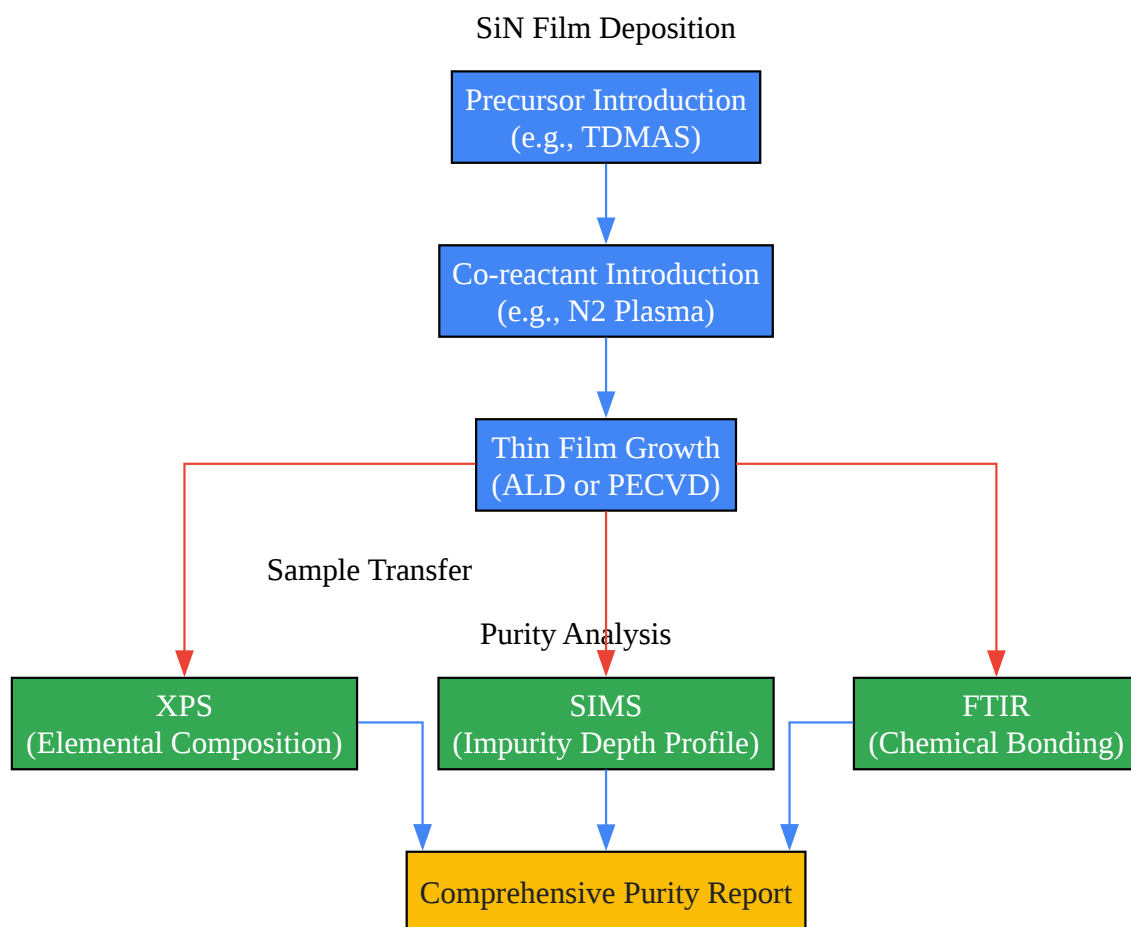 SiN Film Deposition
Precursor Introduction
(e.g., TDMAS)
Co-reactant Introduction
(e.g., N2 Plasma)
Thin Film Growth
(ALD or PECVD)
Sample Transfer
Purity Analysis
XPS
(Elemental Composition)
SIMS
(Impurity Depth Profile)
FTIR
(Chemical Bonding)
Comprehensive Purity Report